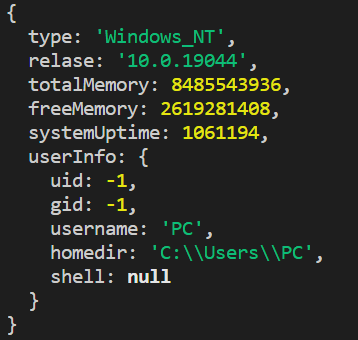 {
  type: 'Windows_NT',
  relase: '10.0.19044',
  totalMemory: 8485543936,
  freeMemory: 2619281408,
  systemUptime: 1061194,
  userInfo: {
    uid: -1,
    gid: -1,
    username: 'PC',
    homedir: 'C:\\Users\\PC',
    shell: null
  }
}